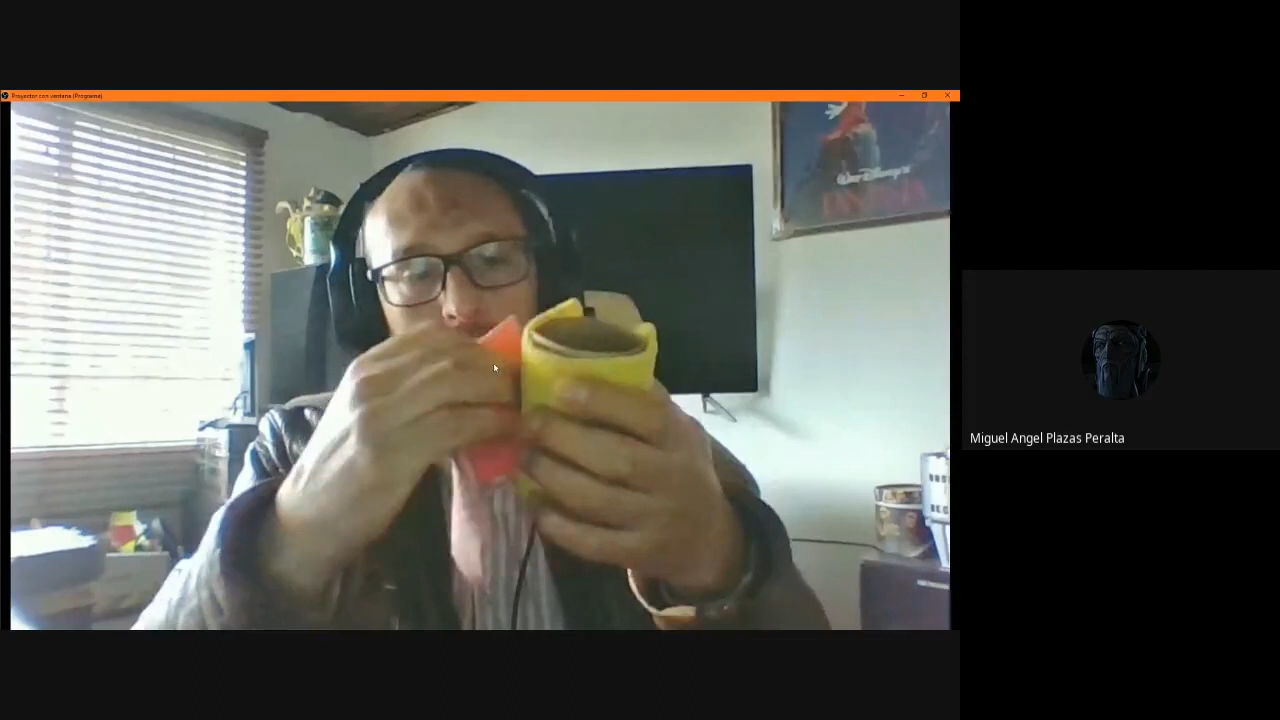 Proyector con ventana (Programa)
WALT DISNEY'S
Miguel Angel Plazas Peralta